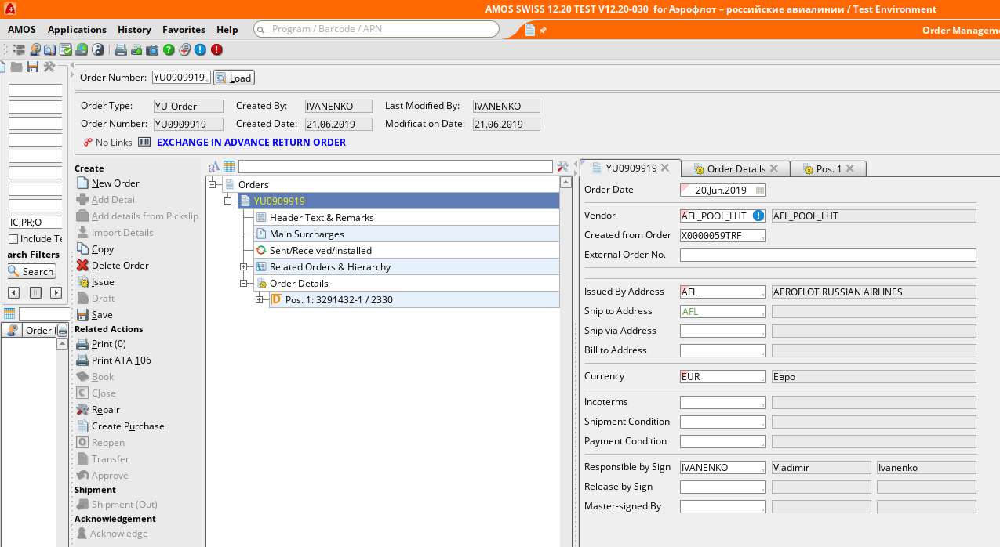 AMOS SWISS 12.20 TEST V12.20-030 for Аэрофлот – российские авиалинии / Test Environment
AMOS Applications History Favorites Help
Program / Barcode / APN
Order Managem
Order Number: YU0909919 Load
Order Type: YU-Order Created By: IVANENKO Last Modified By: IVANENKO
Order Number: YU0909919 Created Date: 21.06.2019 Modification Date: 21.06.2019
No Links EXCHANGE IN ADVANCE RETURN ORDER
IC;PR;O
Include Te
arch Filters
Search
Order N
Create
New Order
Add Detail
Add details from Pickslip
Import Details
Copy
Delete Order
Issue
Draft
Save
Related Actions
Print (0)
Print ATA 106
Book
Close
Repair
Create Purchase
Reopen
Transfer
Approve
Shipment
Shipment (Out)
Acknowledgement
Acknowledge
Orders
YU0909919
Header Text & Remarks
Main Surcharges
Sent/Received/Installed
Related Orders & Hierarchy
Order Details
D Pos. 1: 3291432-1 / 2330
YU0909919 Order Details Pos. 1
Order Date 20.Jun.2019
Vendor AFL_POOL_LHT AFL_POOL_LHT
Created from Order X0000059TRF
External Order No.
Issued By Address AFL AEROFLOT RUSSIAN AIRLINES
Ship to Address AFL
Ship via Address
Bill to Address
Currency EUR Евро
Incoterms
Shipment Condition
Payment Condition
Responsible by Sign IVANENKO Vladimir Ivanenko
Release by Sign
Master-signed By